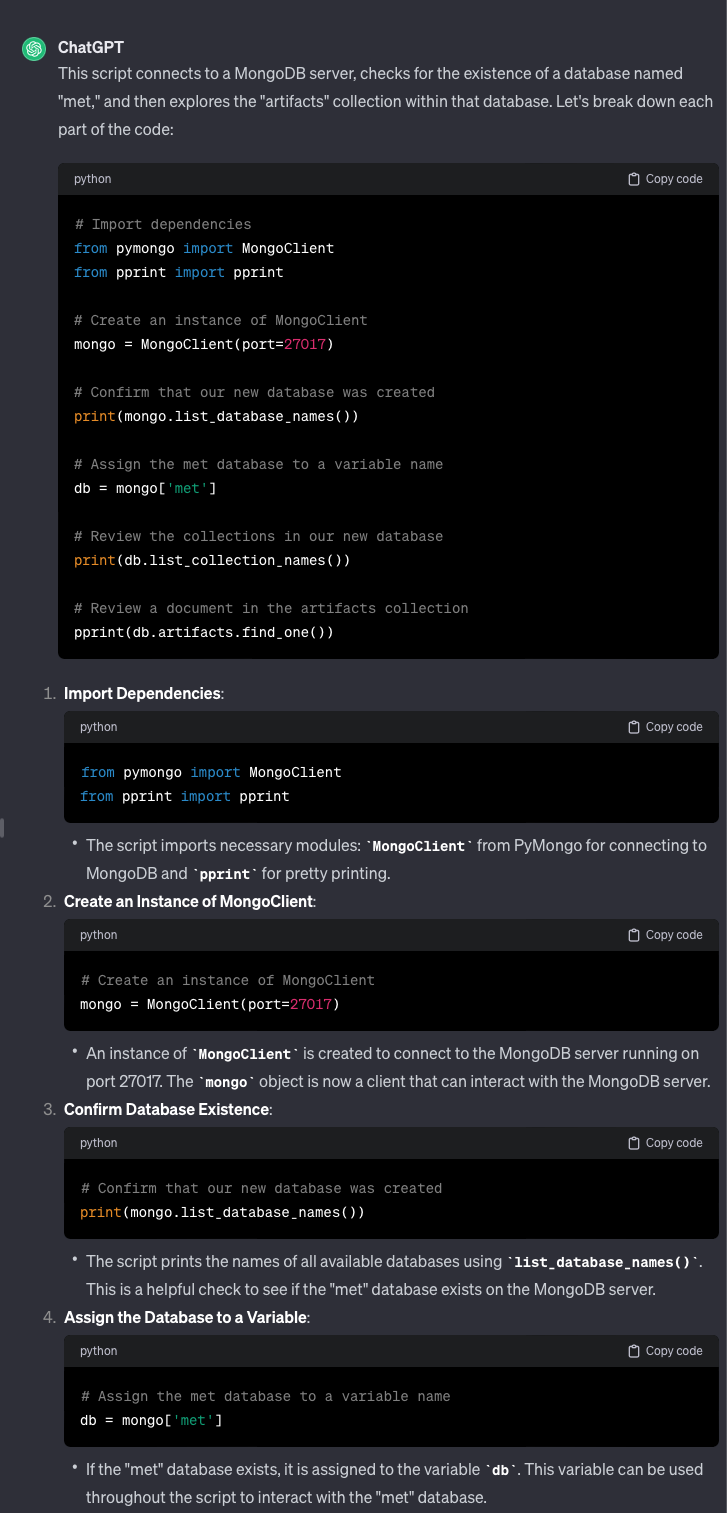 ChatGPT
This script connects to a MongoDB server, checks for the existence of a database named
"met," and then explores the "artifacts" collection within that database. Let's break down each
part of the code:
python
Copy code
# Import dependencies
from pymongo import MongoClient
from pprint import pprint
# Create an instance of MongoClient
mongo = MongoClient(port=27017)
# Confirm that our new database was created
print(mongo.list_database_names())
# Assign the met database to a variable name
db = mongo['met']
# Review the collections in our new database
print(db.list_collection_names())
# Review a document in the artifacts collection
pprint(db.artifacts.find_one())
1. Import Dependencies:
python
Copy code
from pymongo import MongoClient
from pprint import pprint
• The script imports necessary modules: `MongoClient` from PyMongo for connecting to
MongoDB and `pprint` for pretty printing.
2. Create an Instance of MongoClient:
python
Copy code
# Create an instance of MongoClient
mongo = MongoClient(port=27017)
• An instance of `MongoClient` is created to connect to the MongoDB server running on
port 27017. The `mongo` object is now a client that can interact with the MongoDB server.
3. Confirm Database Existence:
python
Copy code
# Confirm that our new database was created
print(mongo.list_database_names())
• The script prints the names of all available databases using `list_database_names()`.
This is a helpful check to see if the "met" database exists on the MongoDB server.
4. Assign the Database to a Variable:
python
Copy code
# Assign the met database to a variable name
db = mongo['met']
• If the "met" database exists, it is assigned to the variable `db`. This variable can be used
throughout the script to interact with the "met" database.